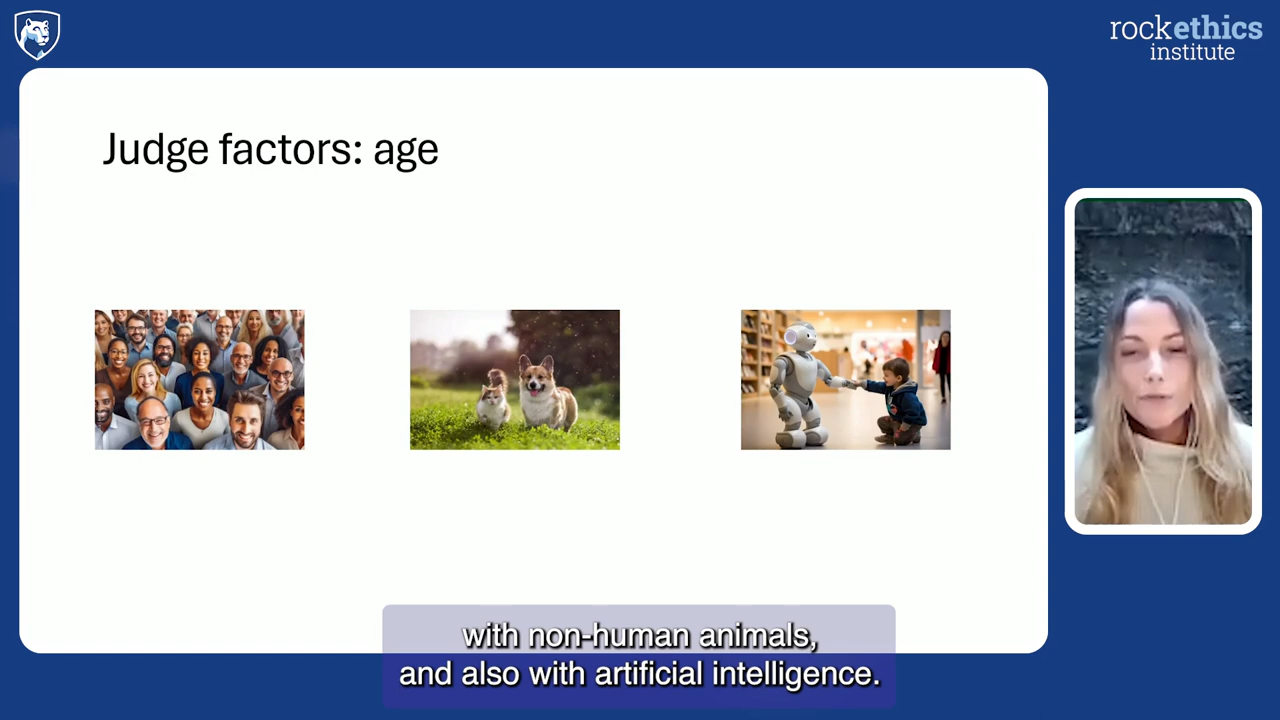 rockethics
institute
Judge factors: age
with non-human animals,
and also with artificial intelligence.